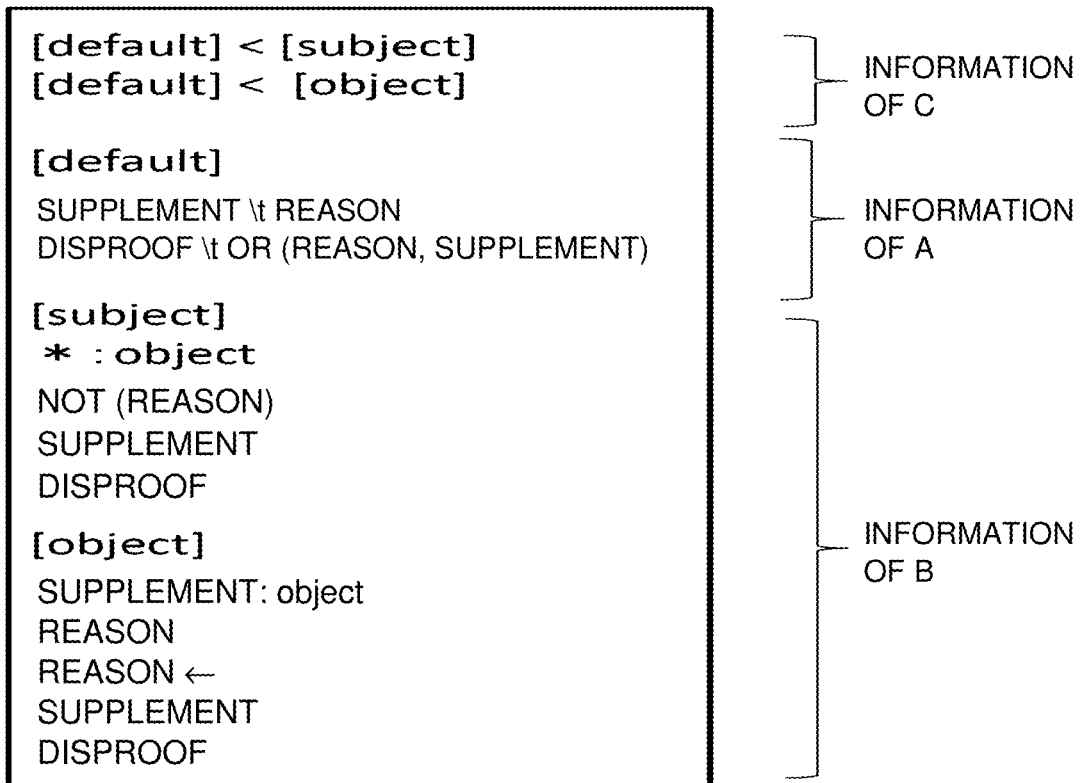 [default] < [subject]
[default] < [object]
INFORMATION
OF C
[default]
SUPPLEMENT \t REASON
DISPROOF \t OR (REASON, SUPPLEMENT)
INFORMATION
OF A
[subject]
* : object
NOT (REASON)
SUPPLEMENT
DISPROOF
[object]
SUPPLEMENT: object
REASON
REASON ←
SUPPLEMENT
DISPROOF
INFORMATION
OF B